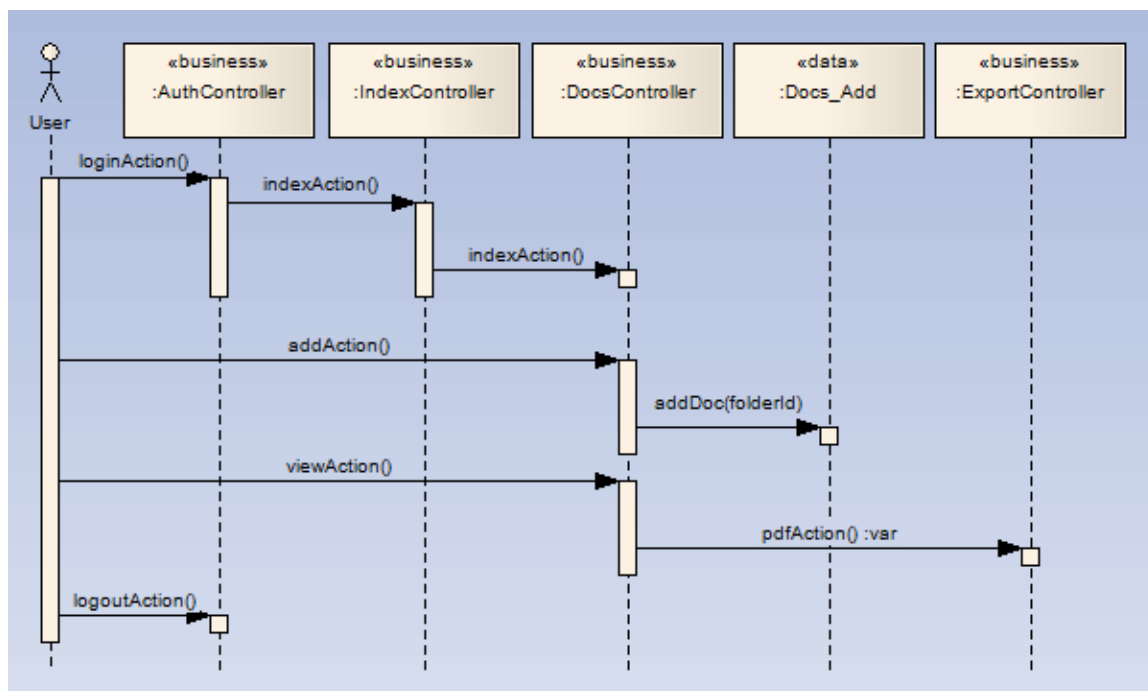 «business»
:AuthController
«business»
:IndexController
«business»
:DocsController
«data»
:Docs_Add
«business»
:ExportController
User
loginAction()
indexAction()
indexAction()
addAction()
addDoc(folderId)
viewAction()
pdfAction() :var
logoutAction()